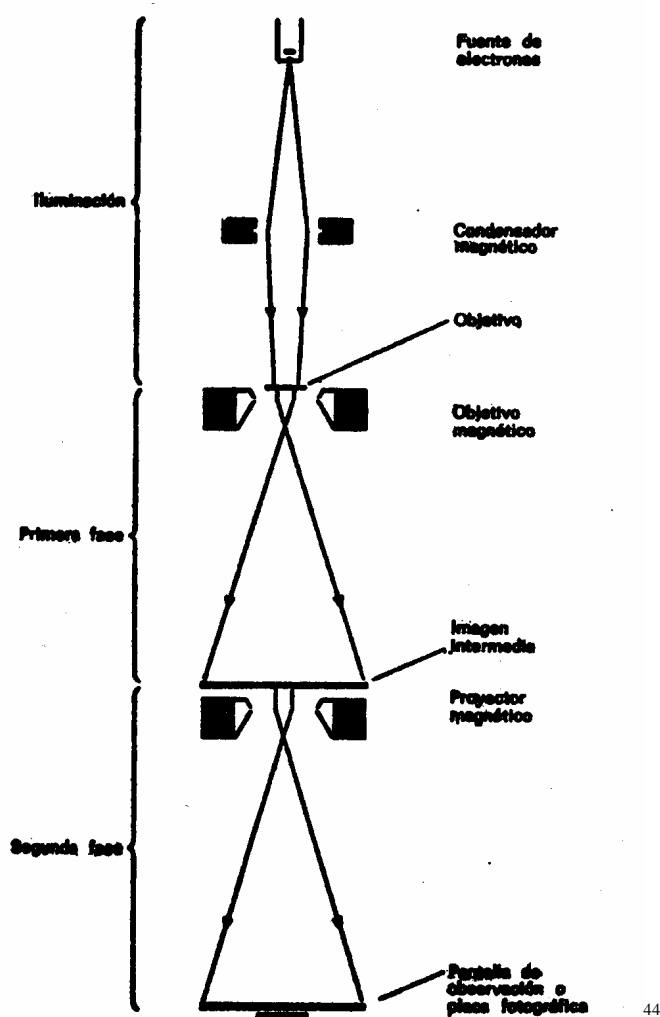 Fuente de
electrones
Iluminación
Condensador
magnético
Objetivo
Objetivo
magnético
Primera fase
Imagen
intermedia
Proyector
magnético
Segunda fase
Pantalla de
observación o
placa fotográfica
44